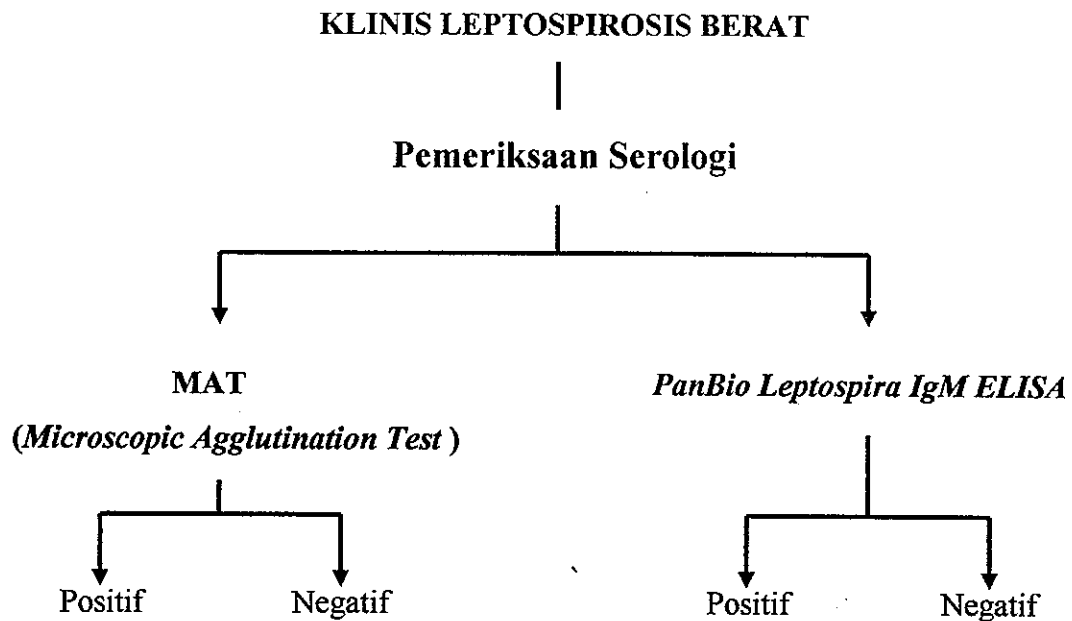 KLINIS LEPTOSPIROSIS BERAT
Pemeriksaan Serologi
MAT
(Microscopic Agglutination Test )
PanBio Leptospira IgM ELISA
Positif
Negatif
Positif
Negatif